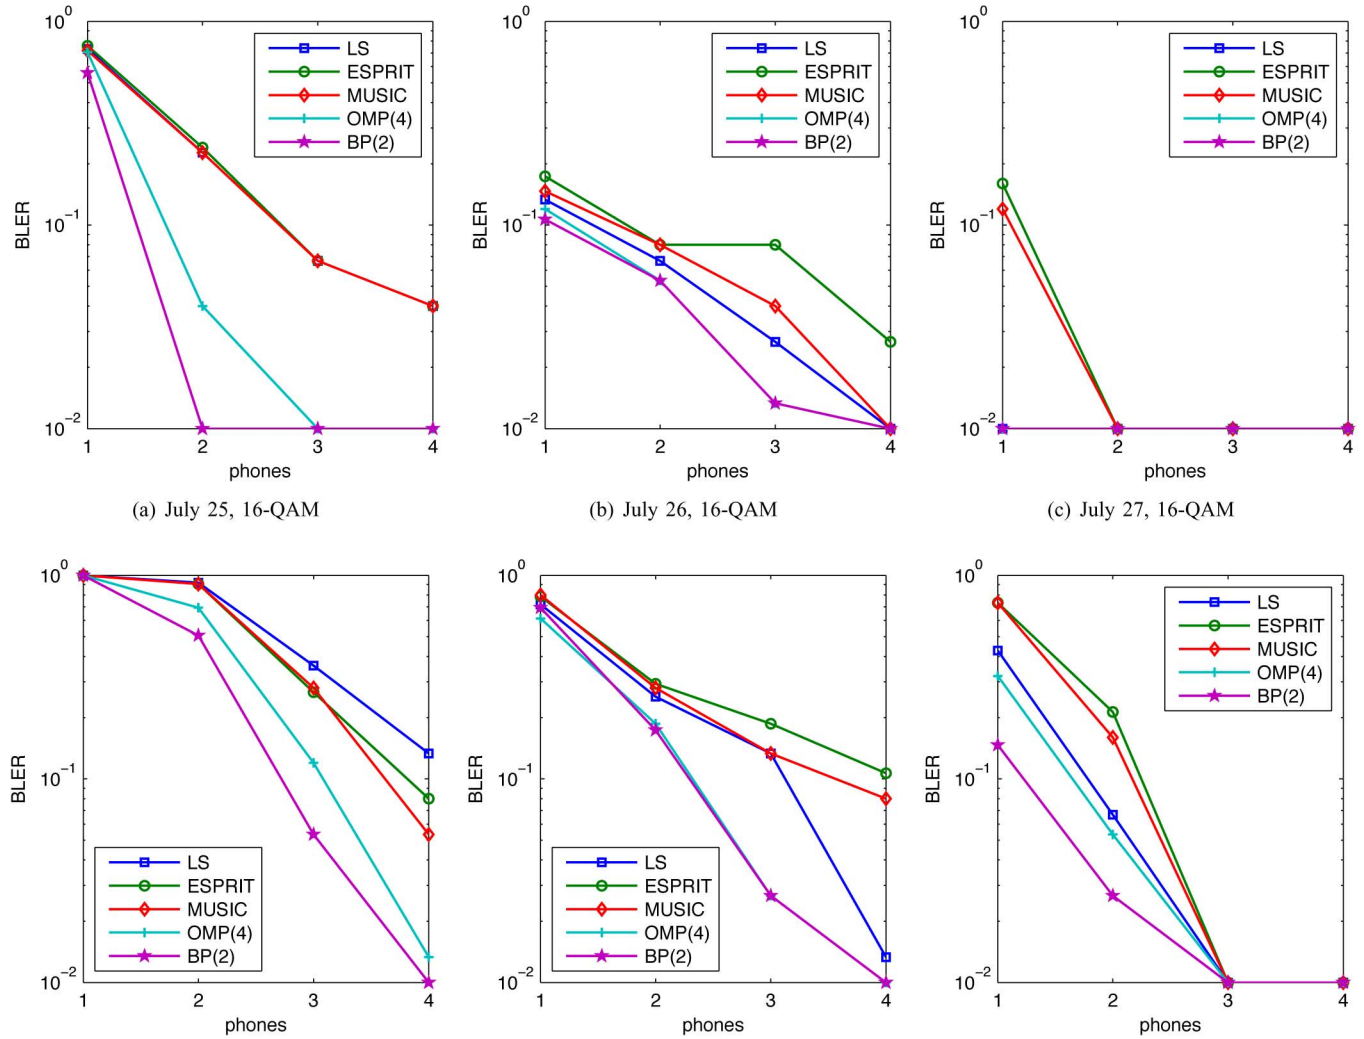 10^0
10^-1
10^-2
BLER
1 2 3 4
phones
LS
ESPRIT
MUSIC
OMP(4)
BP(2)
(a) July 25, 16-QAM
10^0
10^-1
10^-2
BLER
1 2 3 4
phones
LS
ESPRIT
MUSIC
OMP(4)
BP(2)
(b) July 26, 16-QAM
10^0
10^-1
10^-2
BLER
1 2 3 4
phones
LS
ESPRIT
MUSIC
OMP(4)
BP(2)
(c) July 27, 16-QAM
10^0
10^-1
10^-2
BLER
1 2 3 4
phones
LS
ESPRIT
MUSIC
OMP(4)
BP(2)
10^0
10^-1
10^-2
BLER
1 2 3 4
phones
LS
ESPRIT
MUSIC
OMP(4)
BP(2)
10^0
10^-1
10^-2
BLER
1 2 3 4
phones
LS
ESPRIT
MUSIC
OMP(4)
BP(2)